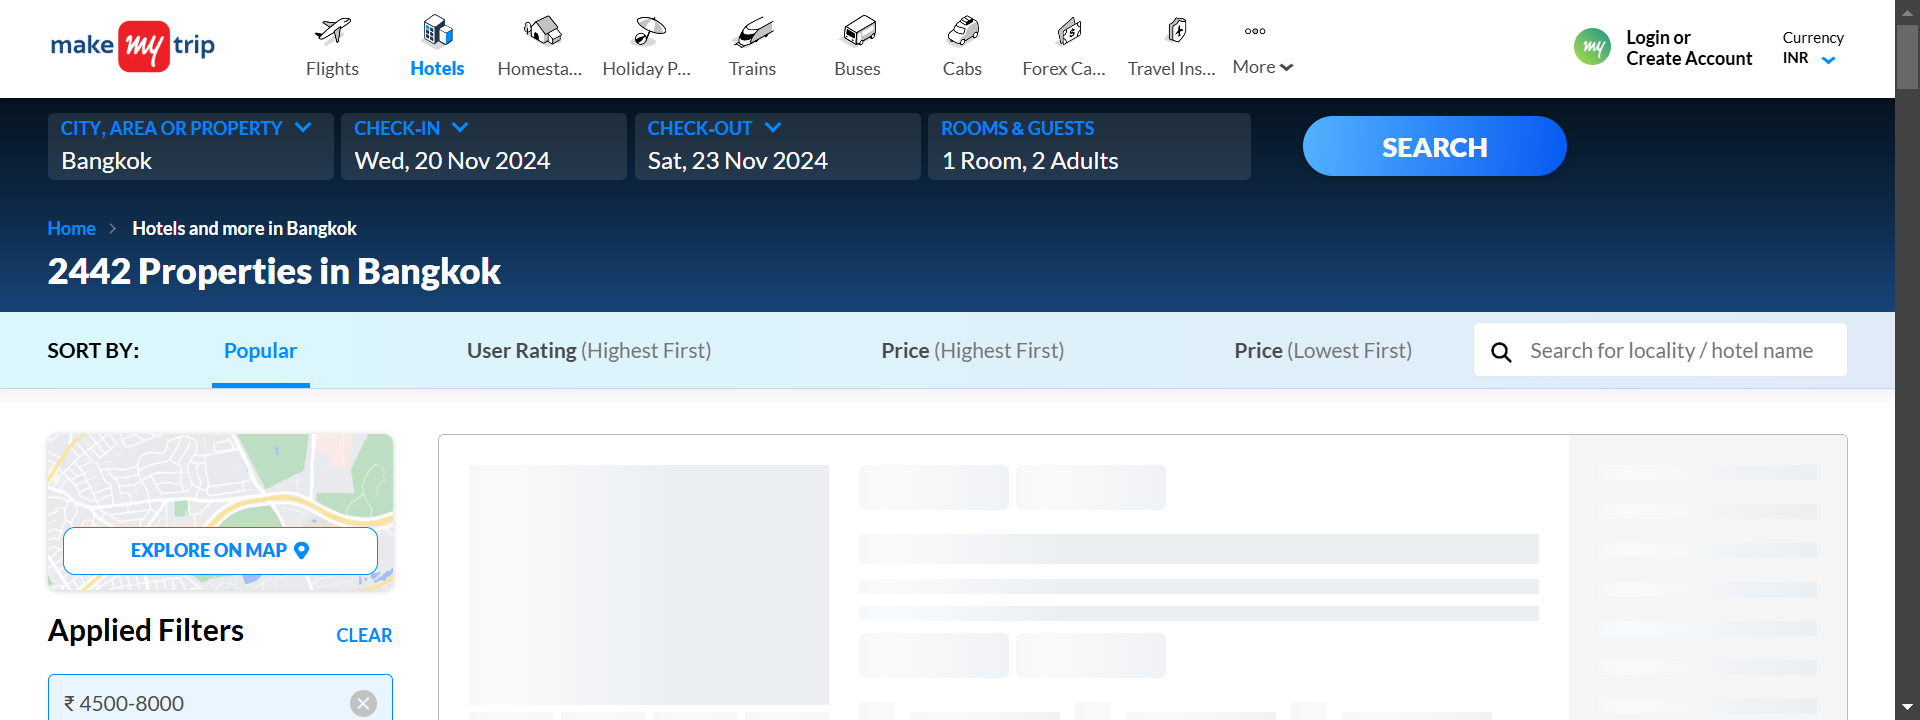 make my trip
Flights
Hotels
Homesta...
Holiday P...
Trains
Buses
Cabs
Forex Ca...
Travel Ins...
More
my
Login or
Create Account
Currency
INR
CITY, AREA OR PROPERTY
Bangkok
CHECK-IN
Wed, 20 Nov 2024
CHECK-OUT
Sat, 23 Nov 2024
ROOMS & GUESTS
1 Room, 2 Adults
SEARCH
Home > Hotels and more in Bangkok
2442 Properties in Bangkok
SORT BY:
Popular
User Rating (Highest First)
Price (Highest First)
Price (Lowest First)
Search for locality / hotel name
EXPLORE ON MAP
Applied Filters
CLEAR
₹ 4500-8000